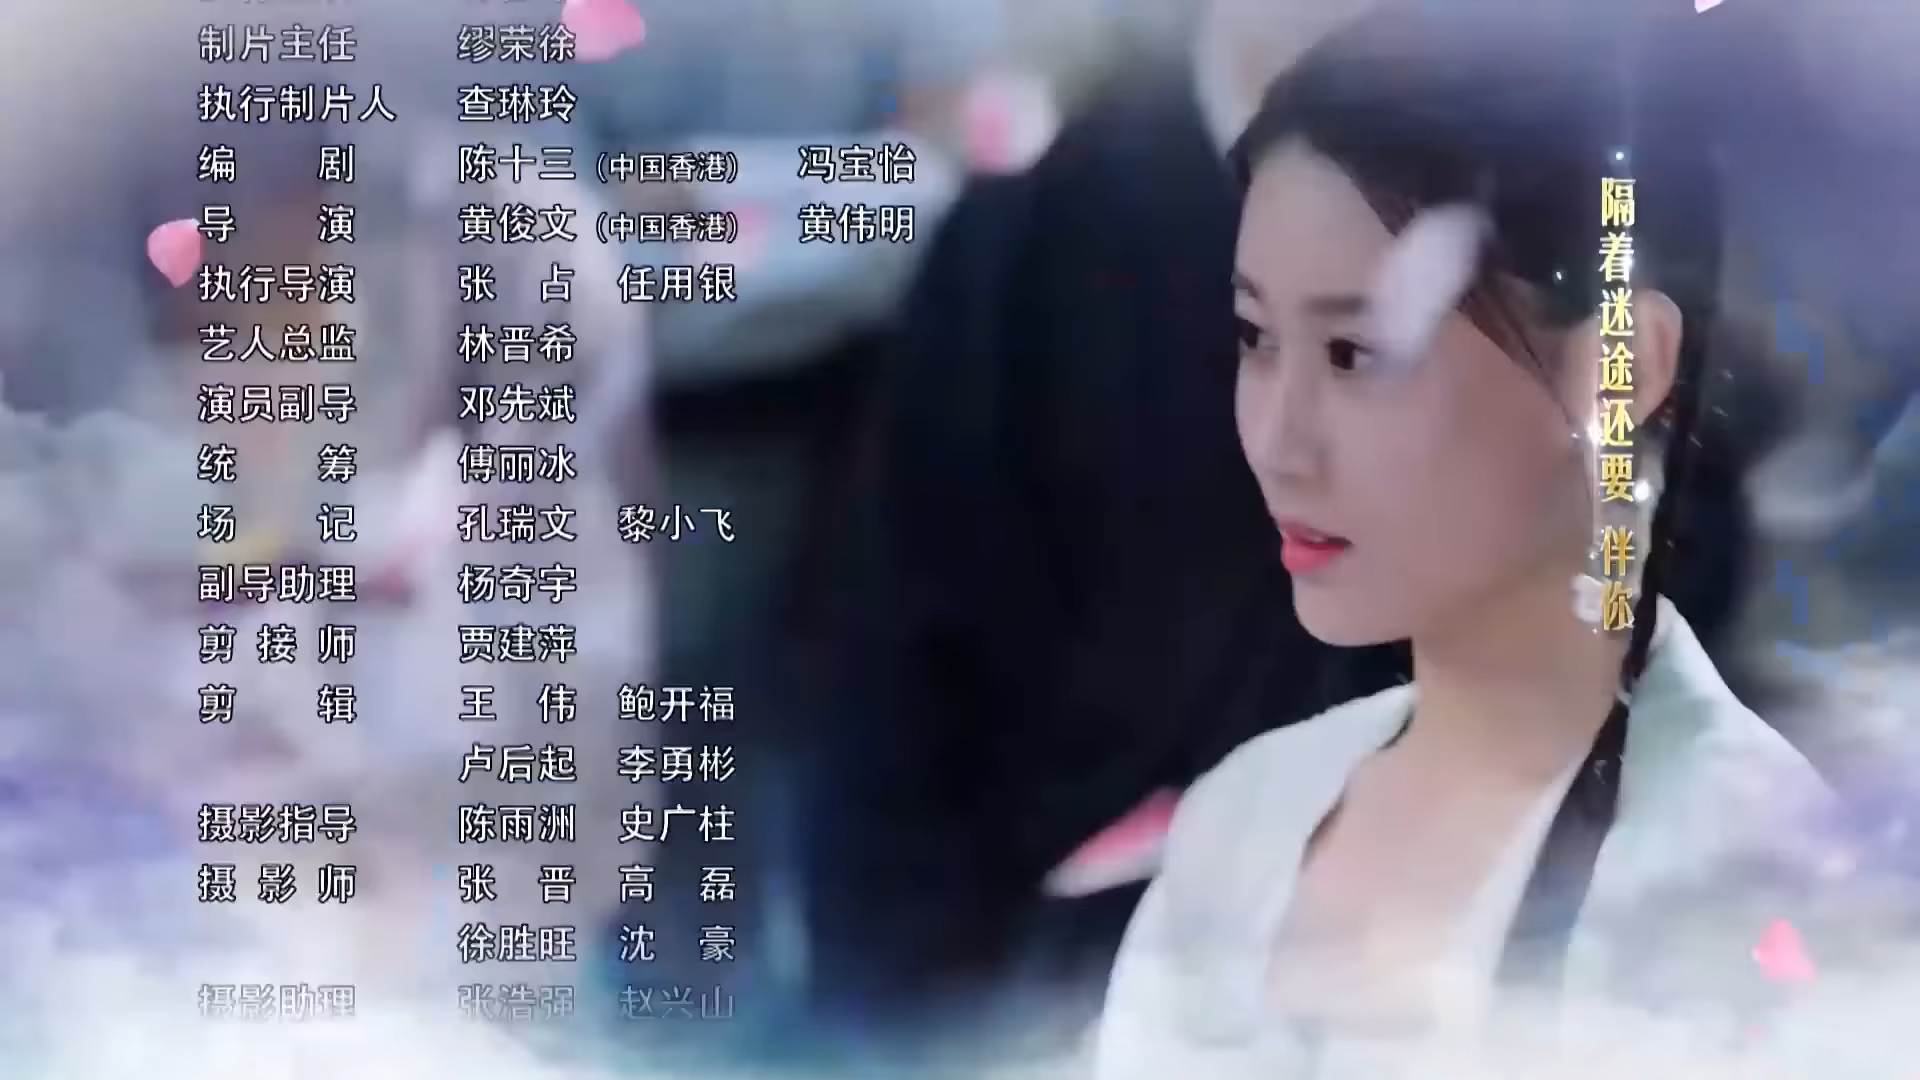 制片主任 缪荣徐
执行制片人 查琳玲
编 剧 陈十三（中国香港） 冯宝怡
导 演 黄俊文（中国香港） 黄伟明
执行导演 张 占 任用银
艺人总监 林晋希
演员副导 邓先斌
统 筹 傅丽冰
场 记 孔瑞文 黎小飞
副导助理 杨奇宇
剪 接 师 贾建萍
剪 辑 王 伟 鲍开福
卢后起 李勇彬
摄影指导 陈雨洲 史广柱
摄 影 师 张 晋 高 磊
徐胜旺 沈 豪
摄影助理 张浩强 赵兴山
隔着迷途还要 伴你